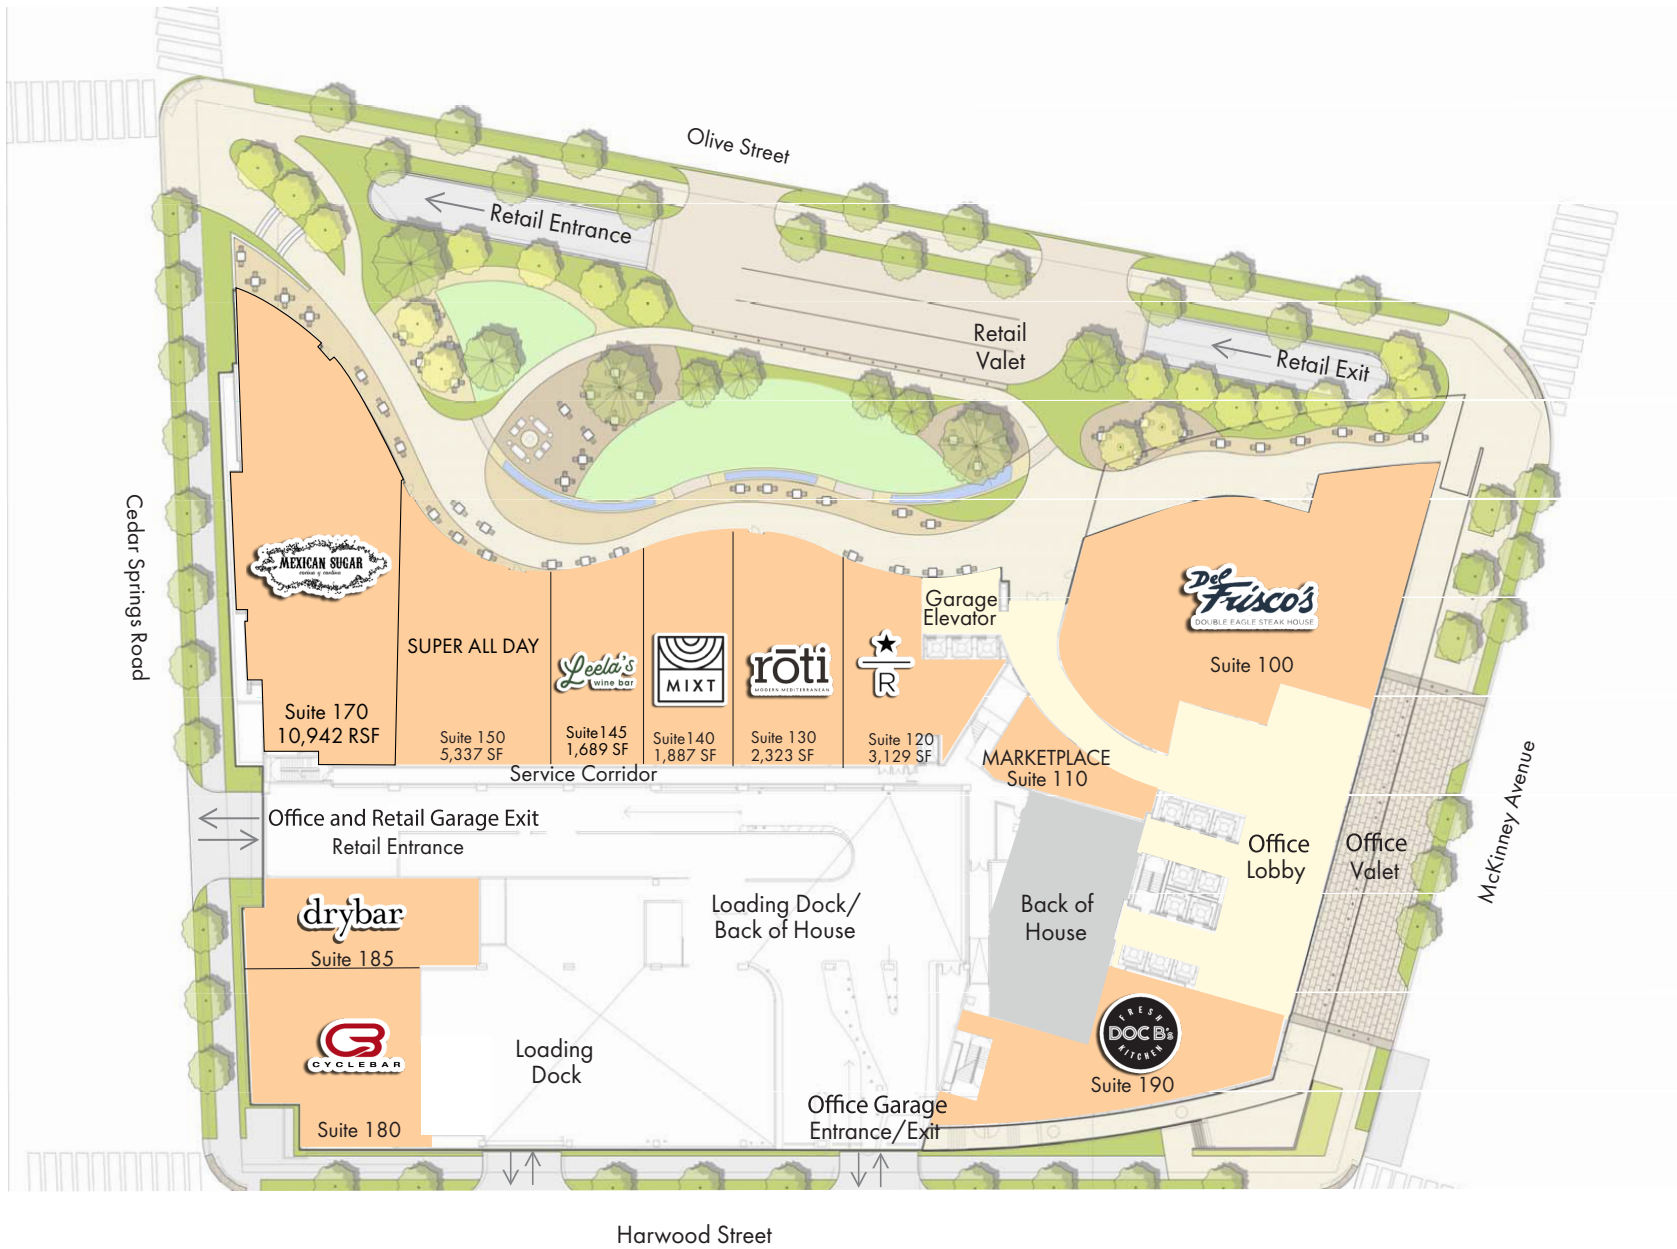 Olive Street
Retail Entrance
Retail
Valet
Retail Exit
Cedar Springs Road
MEXICAN SUGAR
cocina y cantina
Suite 170
10,942 RSF
SUPER ALL DAY
Suite 150
5,337 SF
Leela's
wine bar
Suite145
1,689 SF
MIXT
Suite140
1,887 SF
rōti
MODERN MEDITERRANEAN
Suite 130
2,323 SF
R
Suite 120
3,129 SF
Garage
Elevator
Del
Frisco's
DOUBLE EAGLE STEAK HOUSE
Suite 100
MARKETPLACE
Suite 110
Service Corridor
Office and Retail Garage Exit
Retail Entrance
drybar
Suite 185
CYCLEBAR
Suite 180
Loading Dock/
Back of House
Loading
Dock
Back of
House
Office
Lobby
Office
Valet
McKinney Avenue
FRESH
DOC B's
KITCHEN
Suite 190
Office Garage
Entrance/Exit
Harwood Street